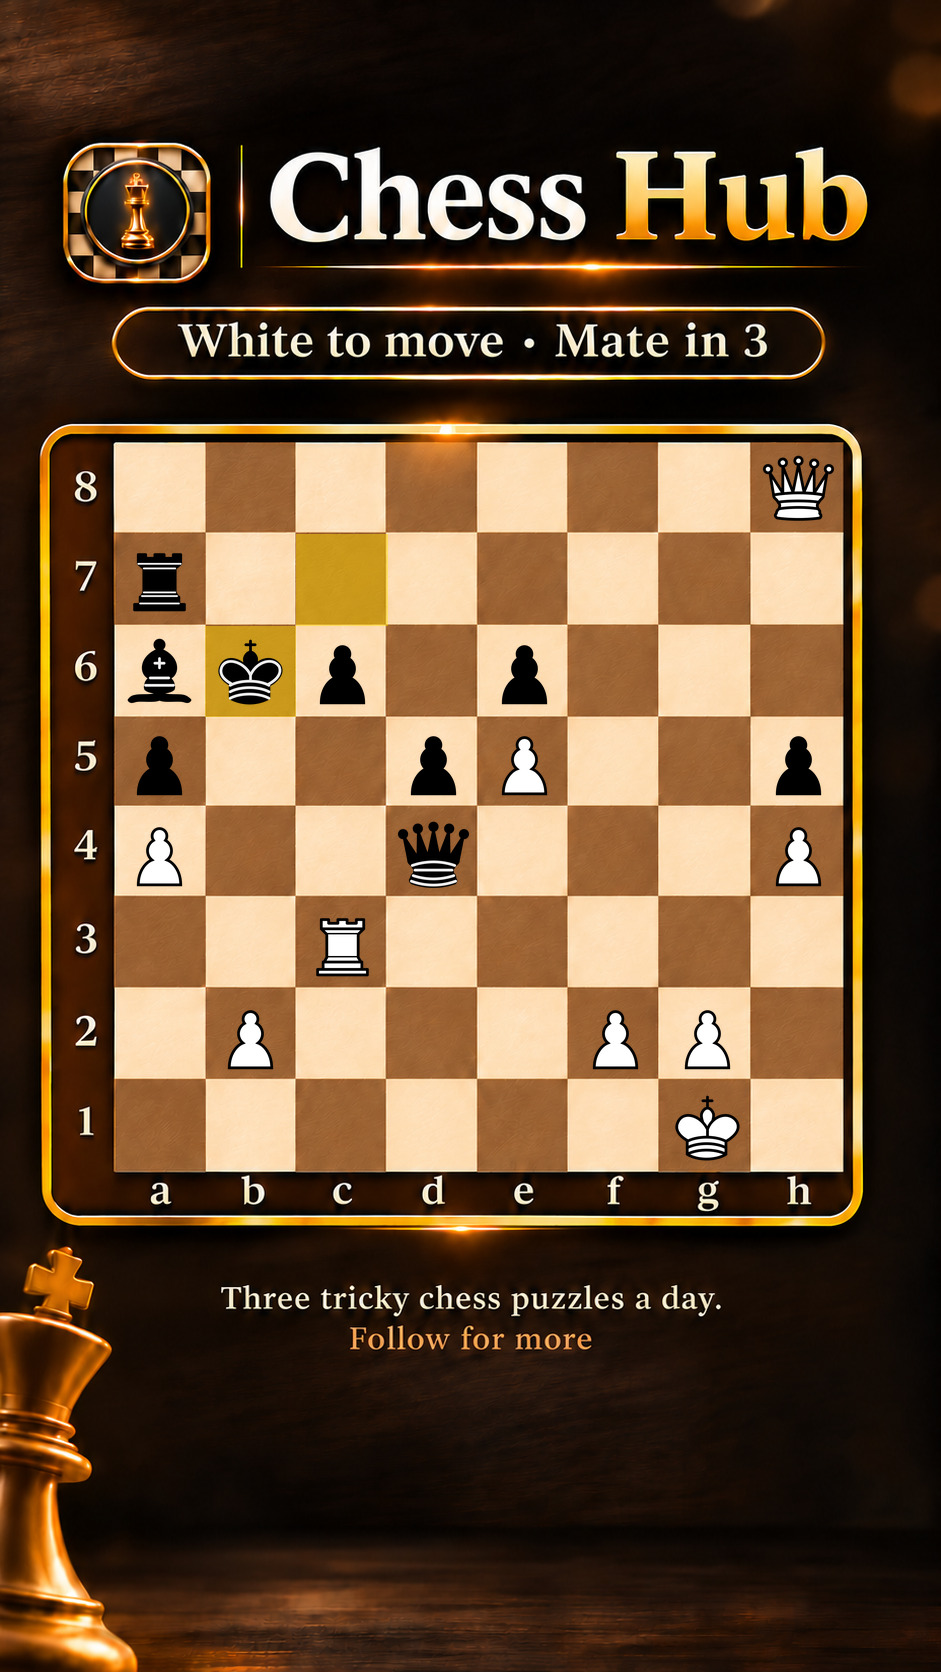 Chess Hub
White to move • Mate in 3
8
7
6
5
4
3
2
1
a b c d e f g h
Three tricky chess puzzles a day.
Follow for more